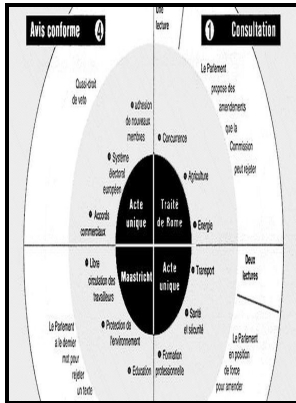 une
lecture
Avis conforme 4
1 Consultation
Quasi-droit
de veto
Le Parlement
propose des
amendements
que la
Commission
peut rejeter
● adhésion
de nouveaux
membres
● Concurrence
● Système
électoral
européen
● Agriculture
● Accords
commerciaux
Acte
unique
Traité
de Rome
● Energie
● Libre
circulation des
travailleurs
Maastricht
Acte
unique
● Transport
Deux
lectures
● Santé
et sécurité
Le Parlement
a le dernier
mot pour
rejeter
un texte
● Protection de
l'environnement
● Education
● Formation
professionnelle
Le Parlement
en position
de force
pour amender